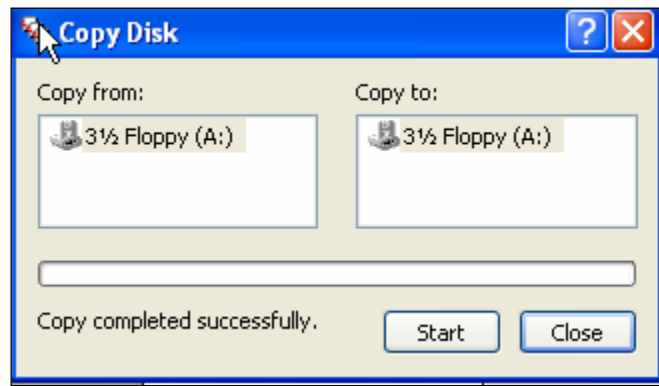 Copy Disk
Copy from:
Copy to:
3½ Floppy (A:)
3½ Floppy (A:)
Copy completed successfully.
Start
Close